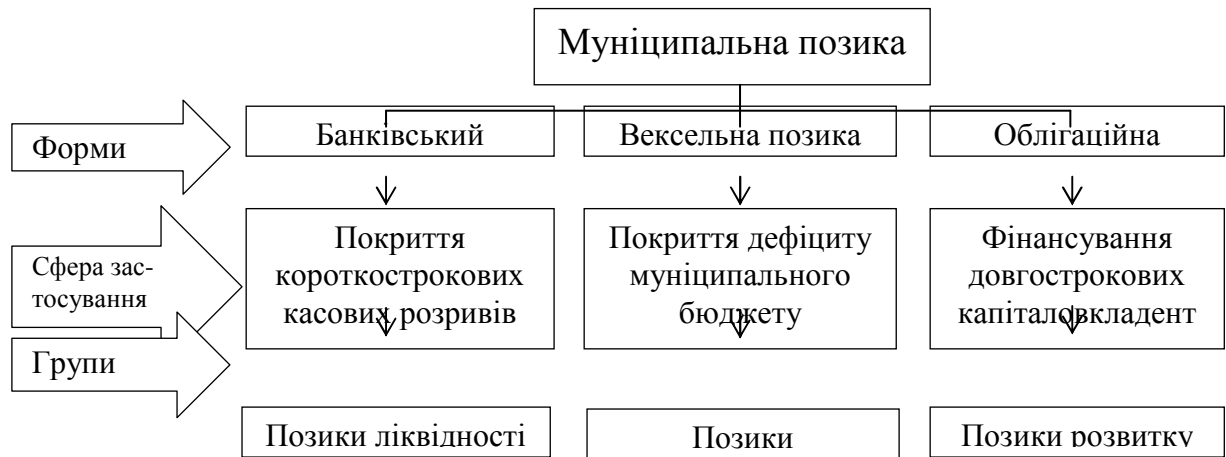 Муніципальна позика
Форми
Банківський
Вексельна позика
Облігаційна
Сфера зас-
тосування
Покриття
короткострокових
касових розривів
Покриття дефіциту
муніципального
бюджету
Фінансування
довгострокових
капіталовкладент
Групи
Позики ліквідності
Позики
Позики розвитку